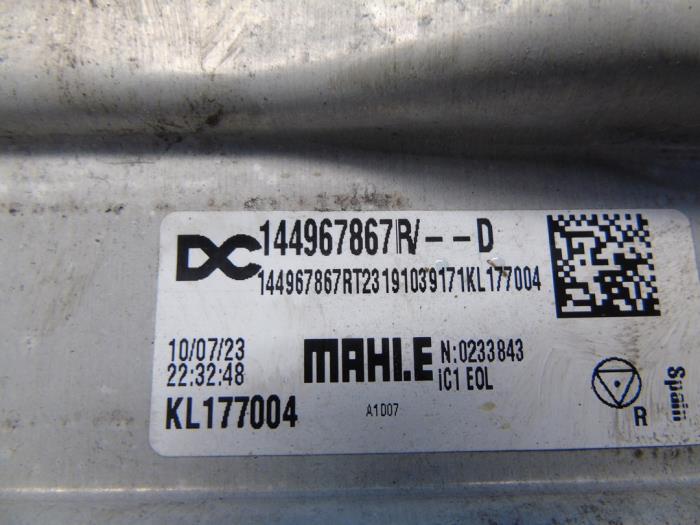 DC 144967867R/--D
144967867RT23191039171KL177004
10/07/23
22:32:48
MAHLE
N:0233843
iC1 EOL
KL177004
A1D07
R
Spain